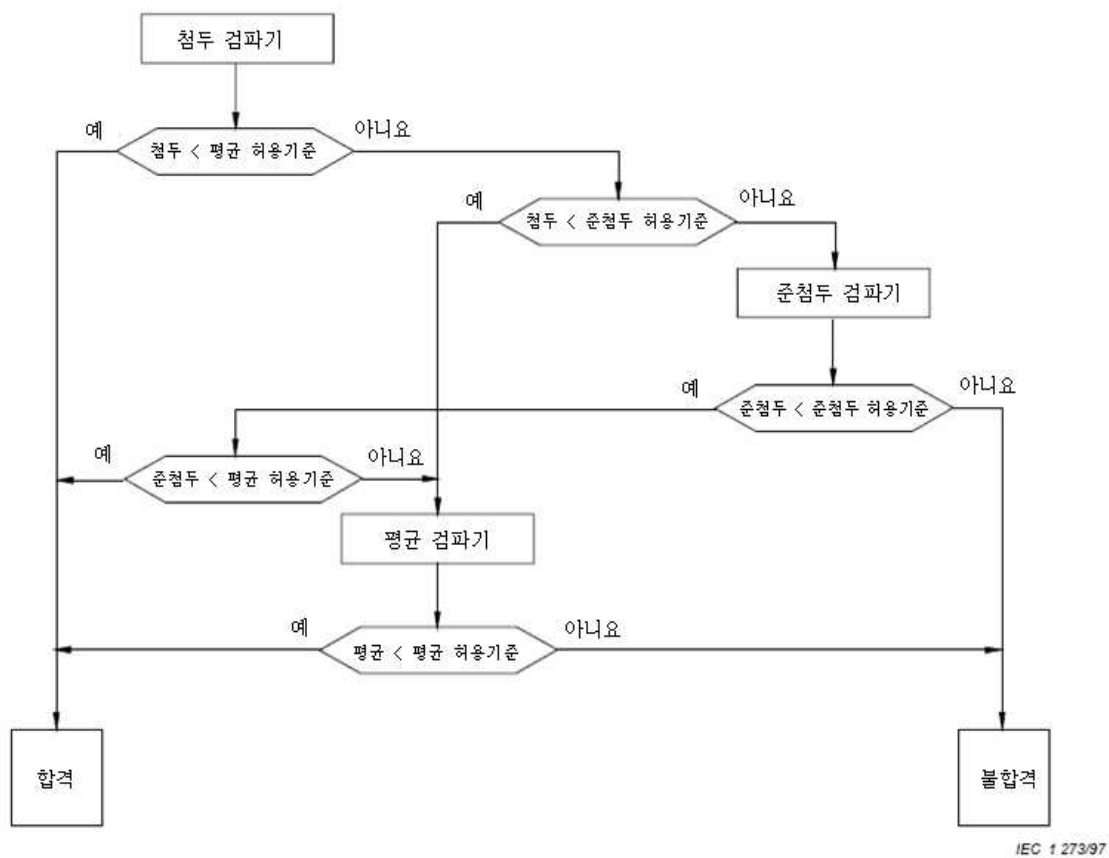 첨두 검파기
예
아니요
첨두 < 평균 허용기준
예
아니요
첨두 < 준첨두 허용기준
준첨두 검파기
예
아니요
준첨두 < 준첨두 허용기준
예
아니요
준첨두 < 평균 허용기준
평균 검파기
예
아니요
평균 < 평균 허용기준
합격
불합격
IEC 1 273/97